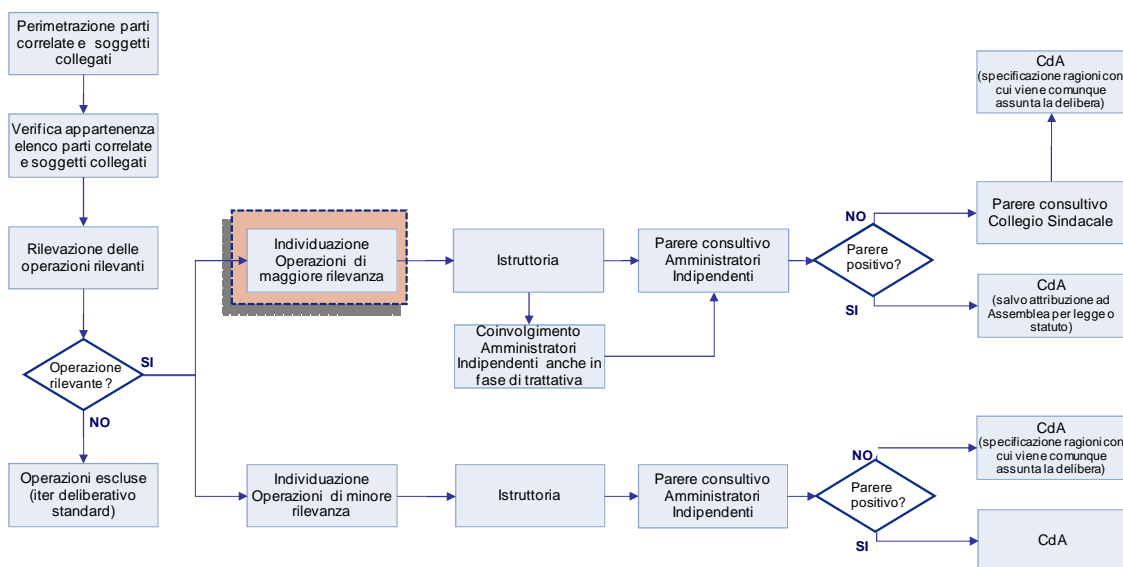 Perimetrazione parti
correlate e soggetti
collegati
Verifica appartenenza
elenco parti correlate
e soggetti collegati
Rilevazione delle
operazioni rilevanti
Operazione
rilevante?
SI
NO
Operazioni escluse
(iter deliberativo
standard)
Individuazione
Operazioni di
maggiore rilevanza
Istruttoria
Coinvolgimento
Amministratori
Indipendenti anche in
fase di trattativa
Parere consultivo
Amministratori
Indipendenti
Parere
positivo?
NO
SI
Parere consultivo
Collegio Sindacale
CdA
(specificazione ragioni con
cui viene comunque
assunta la delibera)
CdA
(salvo attribuzione ad
Assemblea per legge o
statuto)
Individuazione
Operazioni di minore
rilevanza
Istruttoria
Parere consultivo
Amministratori
Indipendenti
Parere
positivo?
NO
SI
CdA
(specificazione ragioni con
cui viene comunque
assunta la delibera)
CdA